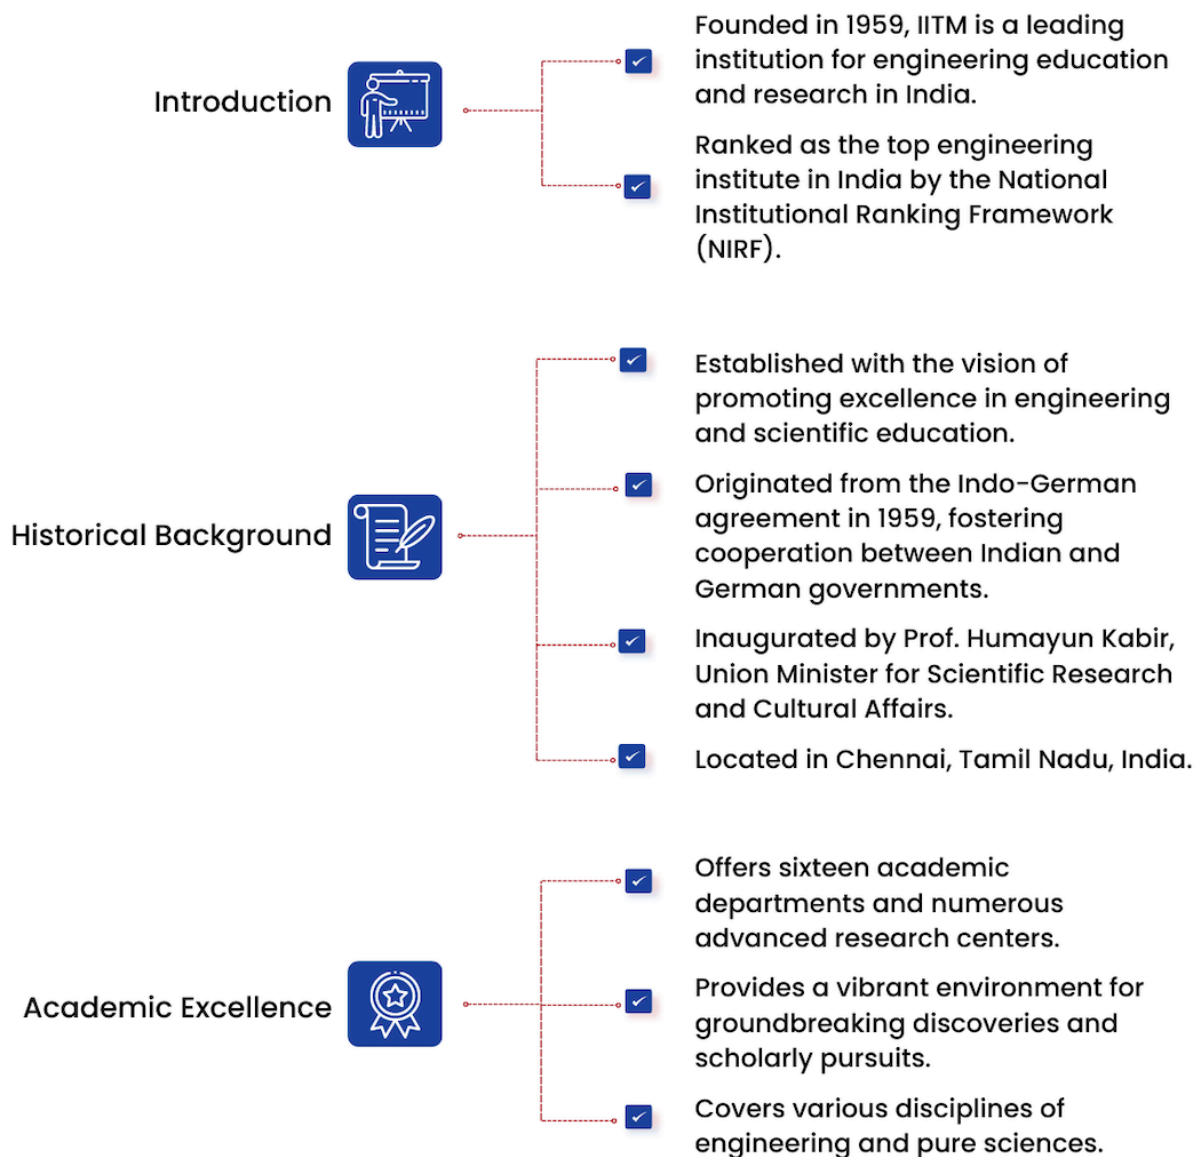 Introduction
Founded in 1959, IITM is a leading
institution for engineering education
and research in India.
Ranked as the top engineering
institute in India by the National
Institutional Ranking Framework
(NIRF).
Historical Background
Established with the vision of
promoting excellence in engineering
and scientific education.
Originated from the Indo-German
agreement in 1959, fostering
cooperation between Indian and
German governments.
Inaugurated by Prof. Humayun Kabir,
Union Minister for Scientific Research
and Cultural Affairs.
Located in Chennai, Tamil Nadu, India.
Academic Excellence
Offers sixteen academic
departments and numerous
advanced research centers.
Provides a vibrant environment for
groundbreaking discoveries and
scholarly pursuits.
Covers various disciplines of
engineering and pure sciences.